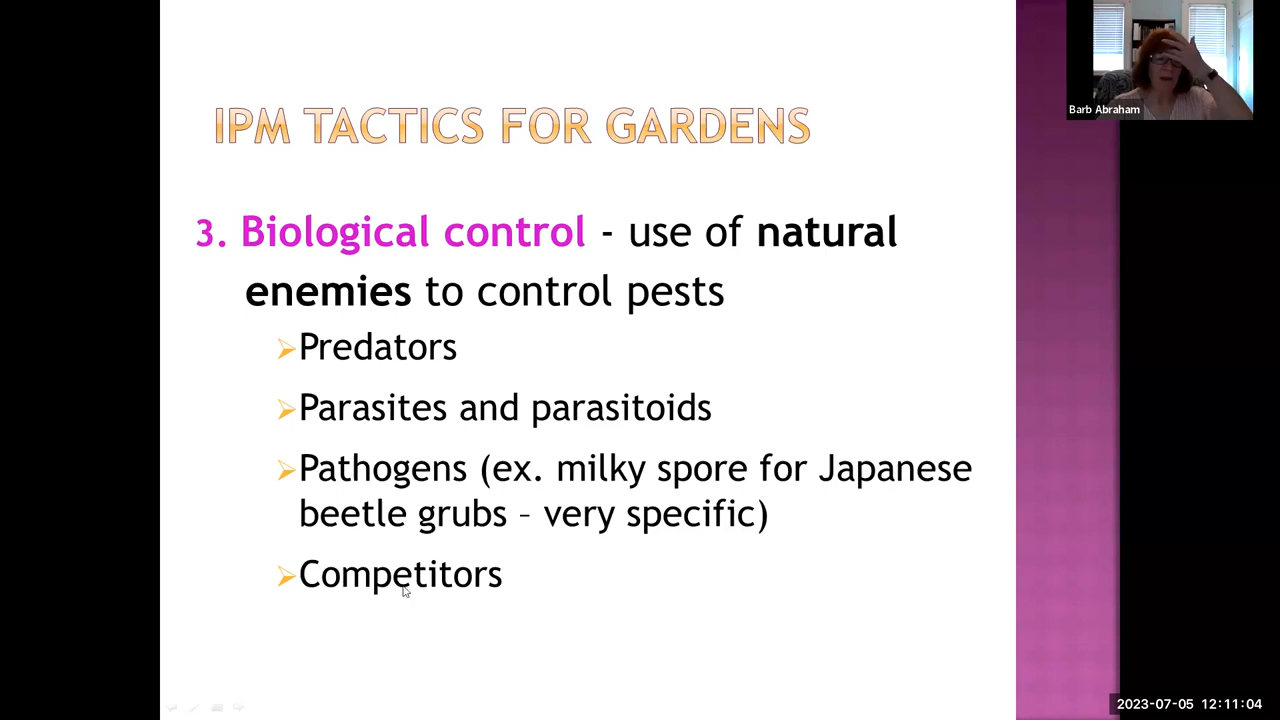 Barb Abraham
IPM TACTICS FOR GARDENS
3. Biological control - use of natural
enemies to control pests
Predators
Parasites and parasitoids
Pathogens (ex. milky spore for Japanese
beetle grubs – very specific)
Competitors
2023-07-05 12:11:04